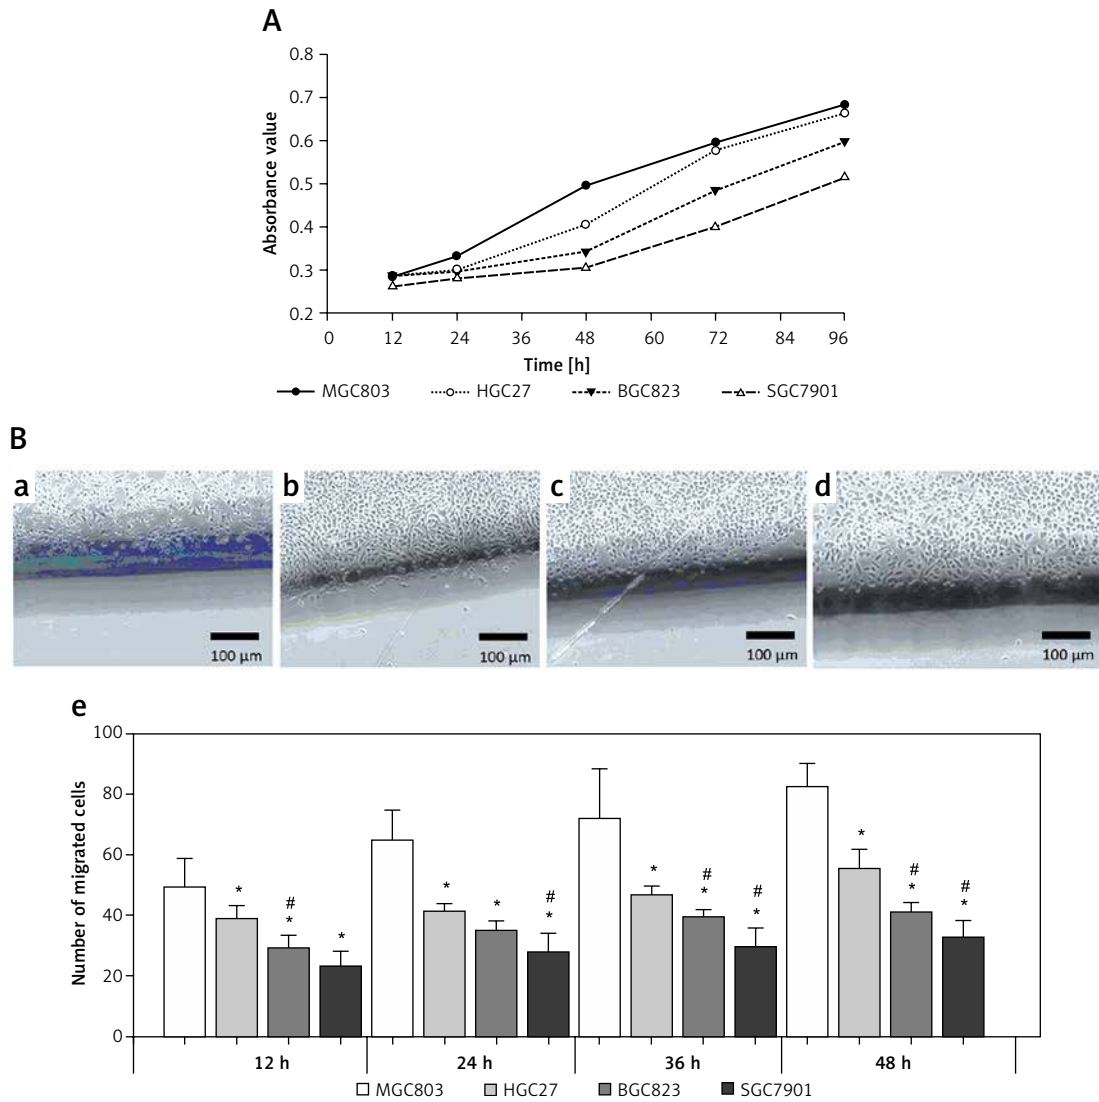 A
0.8
0.7
0.6
0.5
0.4
0.3
0.2
Absorbance value
0 12 24 36 48 60 72 84 96
Time [h]
MGC803 HGC27 BGC823 SGC7901
B
a b c d
100 µm 100 µm 100 µm 100 µm
e
100
80
60
40
20
0
Number of migrated cells
* # * * * * # * * # * # * * # * # *
12 h 24 h 36 h 48 h
MGC803 HGC27 BGC823 SGC7901